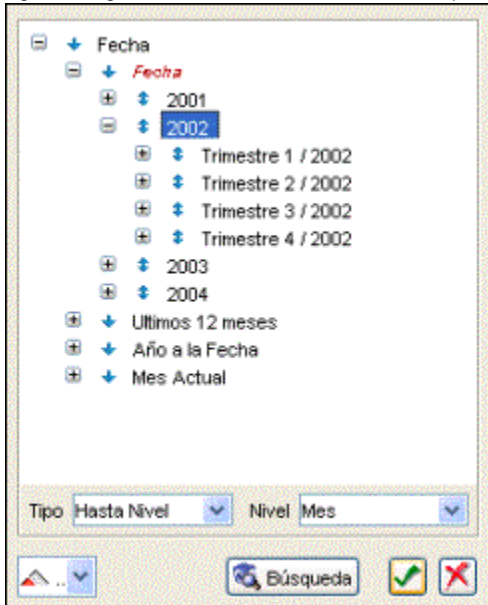 Fecha
Fecha
2001
2002
Trimestre 1 / 2002
Trimestre 2 / 2002
Trimestre 3 / 2002
Trimestre 4 / 2002
2003
2004
Ultimos 12 meses
Año a la Fecha
Mes Actual
Tipo Hasta Nivel Nivel Mes
.. Búsqueda